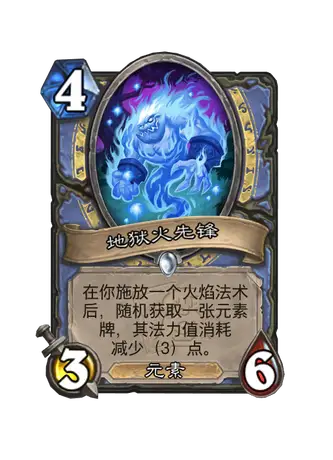 4
地狱火先锋
在你施放一个火焰法术
后，随机获取一张元素
牌，其法力值消耗
减少（3）点。
3
元素
6